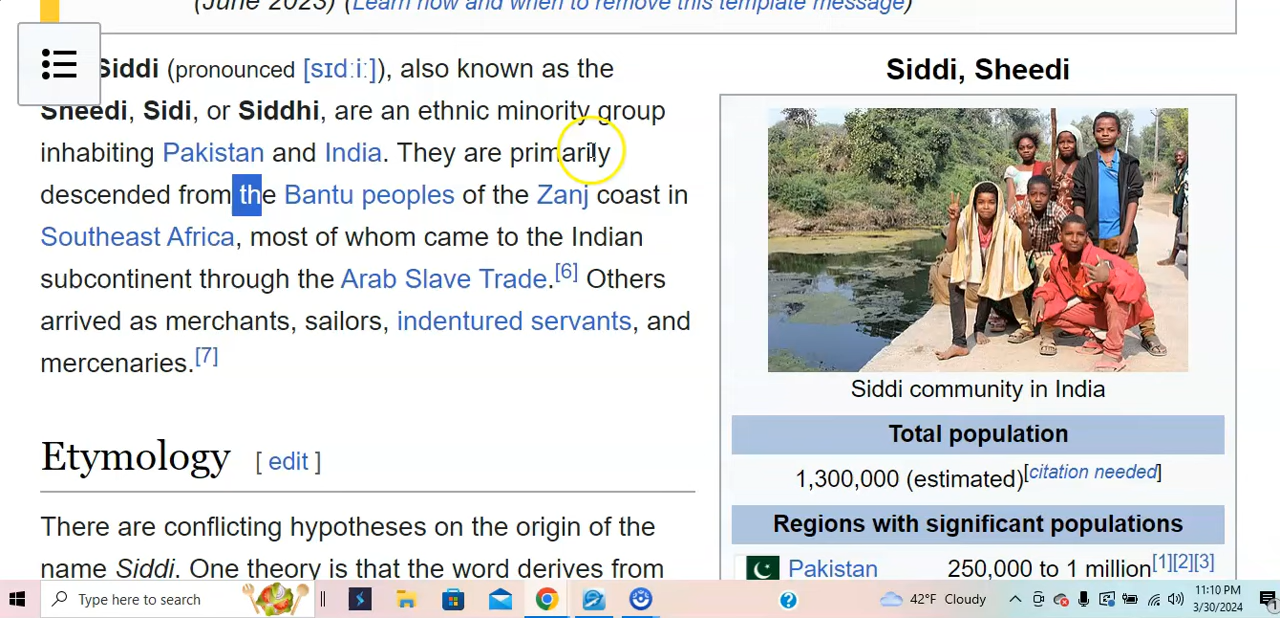 (June 2023) (Learn how and when to remove this template message)
Siddi (pronounced [sɪdːiː]), also known as the
Sheedi, Sidi, or Siddhi, are an ethnic minority group
inhabiting Pakistan and India. They are primarily
descended from the Bantu peoples of the Zanj coast in
Southeast Africa, most of whom came to the Indian
subcontinent through the Arab Slave Trade.[6] Others
arrived as merchants, sailors, indentured servants, and
mercenaries.[7]
Etymology [ edit ]
There are conflicting hypotheses on the origin of the
name Siddi. One theory is that the word derives from
Siddi, Sheedi
Siddi community in India
Total population
1,300,000 (estimated)[citation needed]
Regions with significant populations
Pakistan 250,000 to 1 million[1][2][3]
Type here to search
42°F Cloudy
11:10 PM
3/30/2024
1